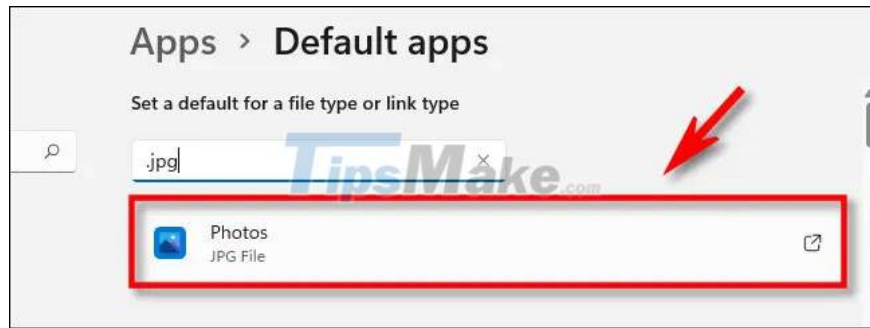 Apps > Default apps
Set a default for a file type or link type
.jpg
TipsMake.com
Photos
JPG File